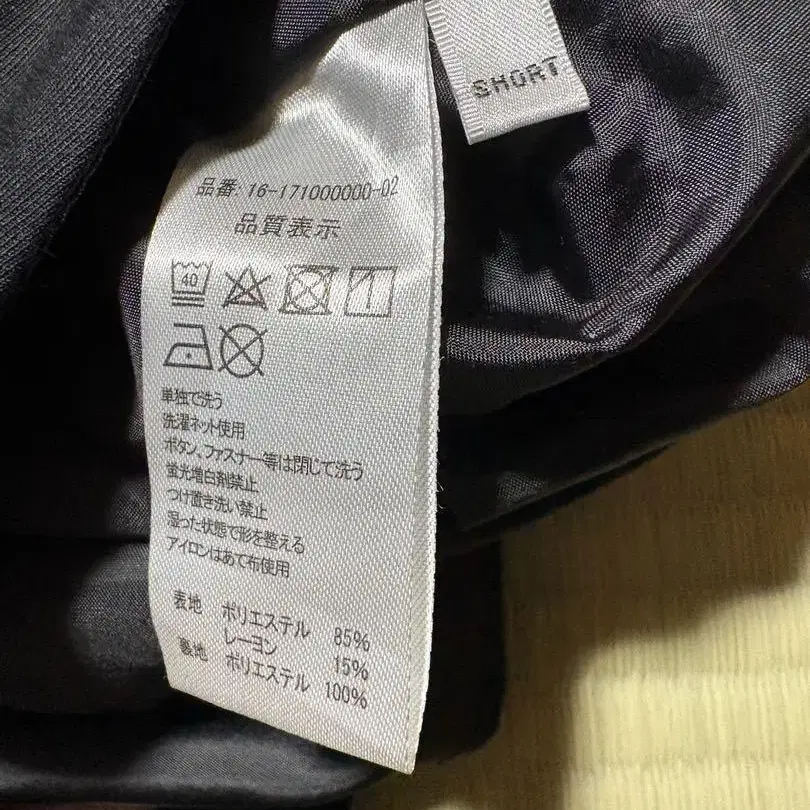 SHORT
品番:16-171000000-02
品質表示
40
単独で洗う
洗濯ネット使用
ボタン、ファスナー等は閉じて洗う
蛍光増白剤禁止
つけ置き洗い禁止
湿った状態で形を整える
アイロンはあて布使用
表地 ポリエステル 85%
レーヨン 15%
裏地 ポリエステル 100%